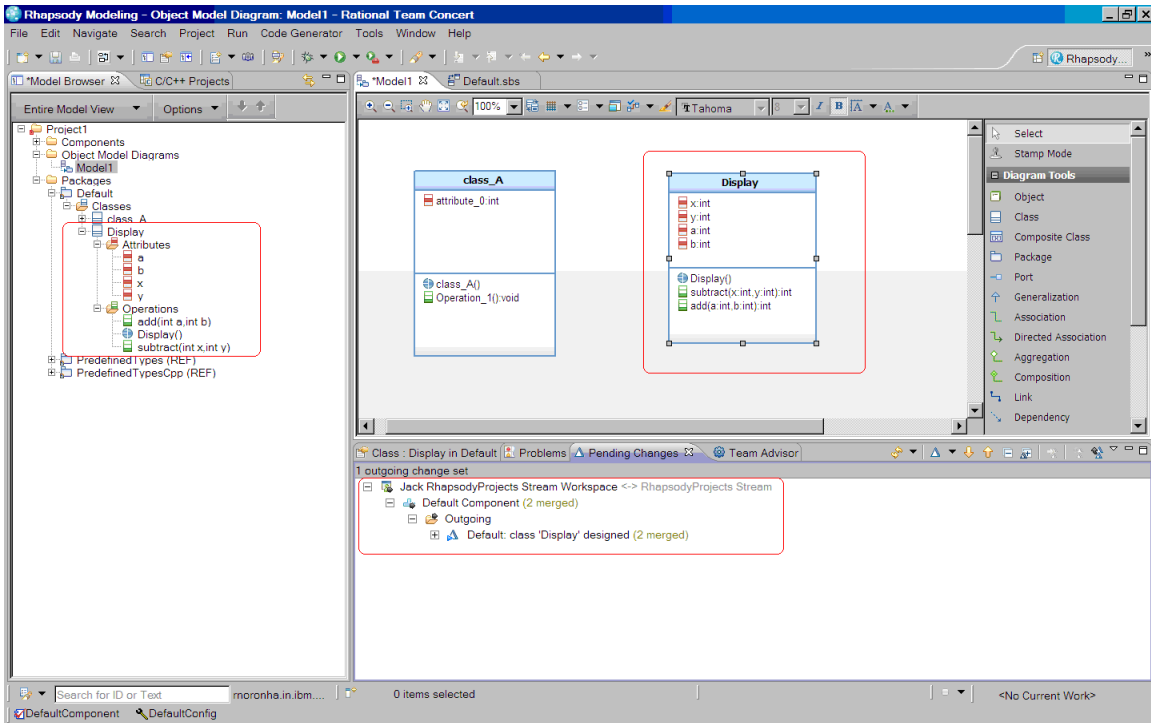 Rhapsody Modeling - Object Model Diagram: Model1 - Rational Team Concert
File Edit Navigate Search Project Run Code Generator Tools Window Help
Rhapsody... »
*Model Browser
C/C++ Projects
Entire Model View
Options
Project1
Components
Object Model Diagrams
Model1
Packages
Default
Classes
class_A
Display
Attributes
a
b
x
y
Operations
add(int a,int b)
Display()
subtract(int x,int y)
PredefinedTypes (REF)
PredefinedTypesCpp (REF)
*Model1
Default.sbs
100%
Tahoma
8
I B A A
class_A
attribute_0:int
class_A()
Operation_1():void
Display
x:int
y:int
a:int
b:int
Display()
subtract(x:int,y:int):int
add(a:int,b:int):int
Select
Stamp Mode
Diagram Tools
Object
Class
Composite Class
Package
Port
Generalization
Association
Directed Association
Aggregation
Composition
Link
Dependency
Class : Display in Default
Problems
Pending Changes
Team Advisor
1 outgoing change set
Jack RhapsodyProjects Stream Workspace <-> RhapsodyProjects Stream
Default Component (2 merged)
Outgoing
Default: class 'Display' designed (2 merged)
Search for ID or Text
0 items selected
<No Current Work>
DefaultComponent
DefaultConfig